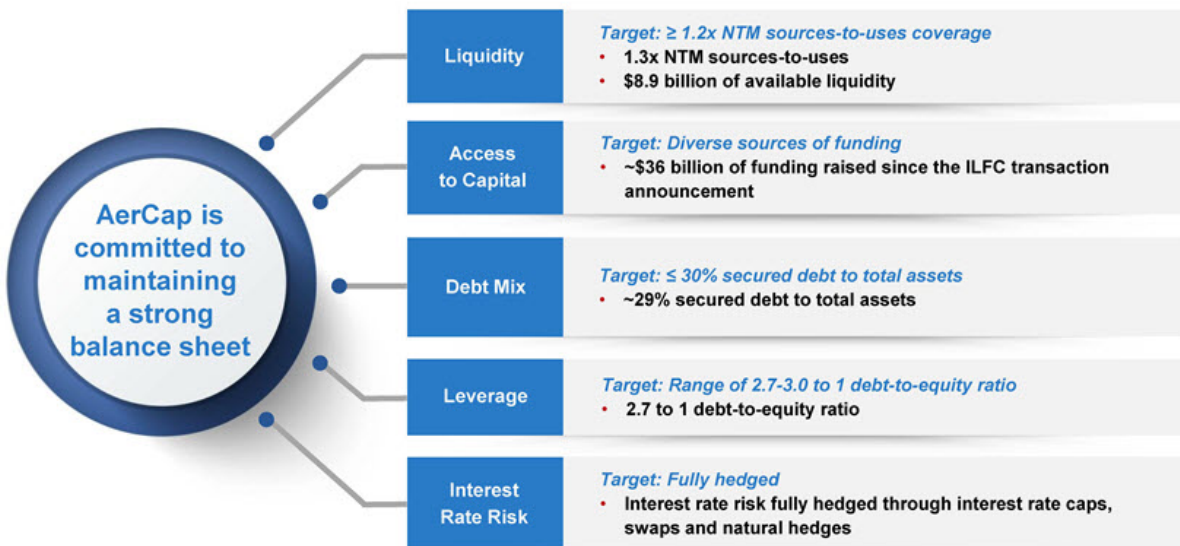 AerCap is
committed to
maintaining
a strong
balance sheet
Liquidity
Target: ≥ 1.2x NTM sources-to-uses coverage
• 1.3x NTM sources-to-uses
• $8.9 billion of available liquidity
Access
to Capital
Target: Diverse sources of funding
• ~$36 billion of funding raised since the ILFC transaction
announcement
Debt Mix
Target: ≤ 30% secured debt to total assets
• ~29% secured debt to total assets
Leverage
Target: Range of 2.7-3.0 to 1 debt-to-equity ratio
• 2.7 to 1 debt-to-equity ratio
Interest
Rate Risk
Target: Fully hedged
• Interest rate risk fully hedged through interest rate caps,
swaps and natural hedges